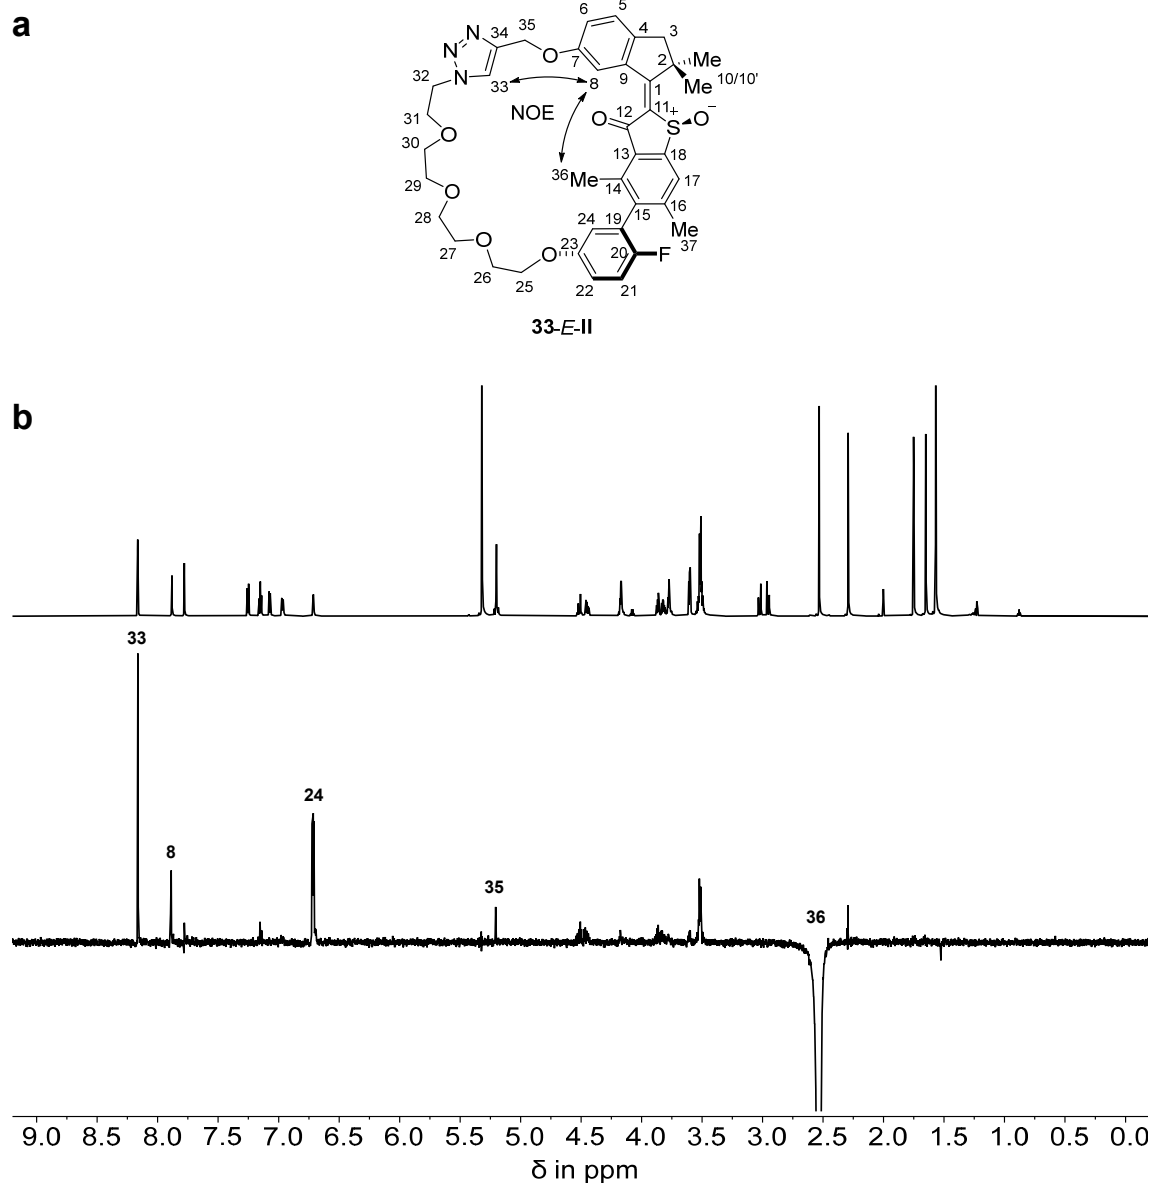 a
6
5
35
4
3
N
34
N
O
7
2
Me
32
N
33
8
9
Me
10/10'
1
NOE
12
11
+
−
O
S
O
31
O
30
13
18
36
Me
14
17
29
O
15
16
24
19
Me
28
37
O
O
23
20
F
27
26
25
22
21
33-E-II
b
33
24
8
35
36
9.0 8.5 8.0 7.5 7.0 6.5 6.0 5.5 5.0 4.5 4.0 3.5 3.0 2.5 2.0 1.5 1.0 0.5 0.0
δ in ppm